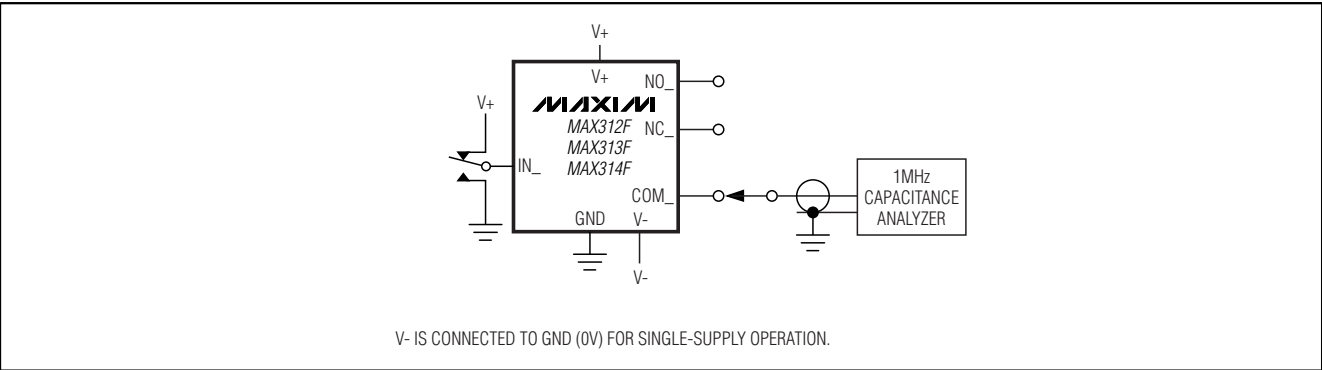 V+
V+
NO_
V+
MAXIM
MAX312F
NC_
MAX313F
IN_
MAX314F
COM_
1MHz
CAPACITANCE
ANALYZER
GND
V-
V-
V- IS CONNECTED TO GND (0V) FOR SINGLE-SUPPLY OPERATION.